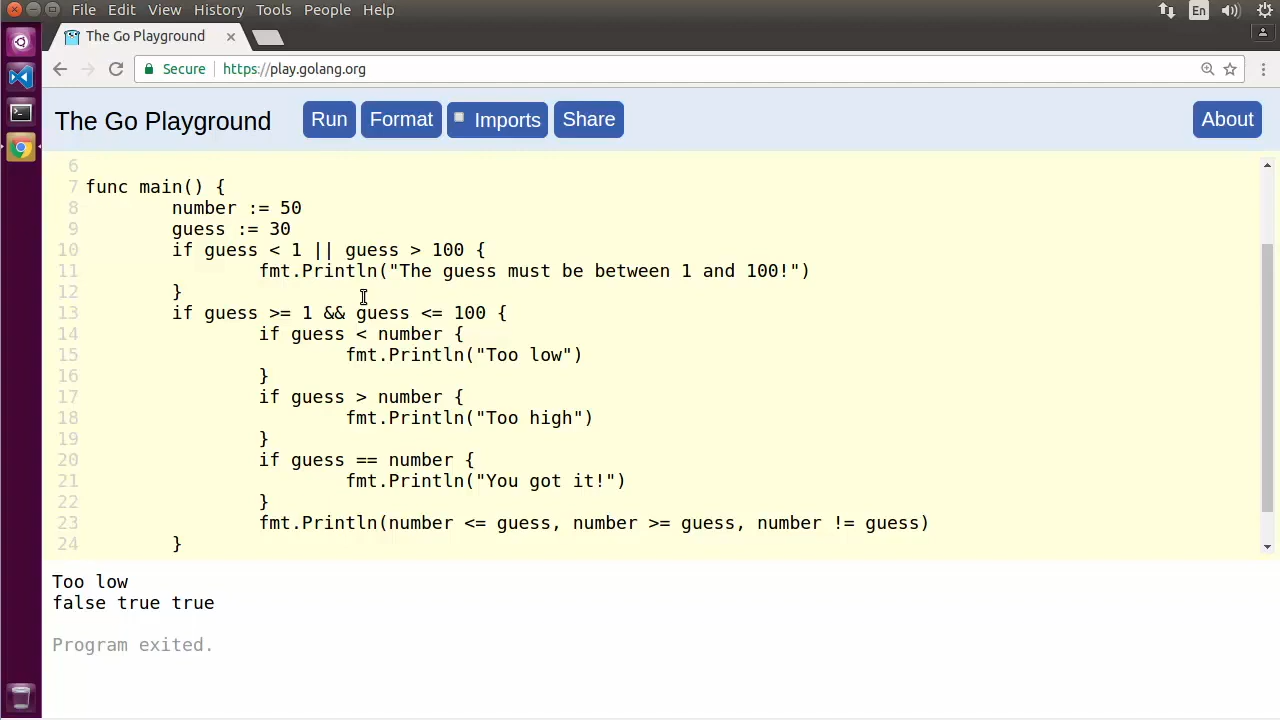 File Edit View History Tools People Help
En
The Go Playground
Secure https://play.golang.org
The Go Playground Run Format Imports Share About
6
7 func main() {
8 number := 50
9 guess := 30
10 if guess < 1 || guess > 100 {
11 fmt.Println("The guess must be between 1 and 100!")
12 }
13 if guess >= 1 && guess <= 100 {
14 if guess < number {
15 fmt.Println("Too low")
16 }
17 if guess > number {
18 fmt.Println("Too high")
19 }
20 if guess == number {
21 fmt.Println("You got it!")
22 }
23 fmt.Println(number <= guess, number >= guess, number != guess)
24 }
Too low
false true true
Program exited.